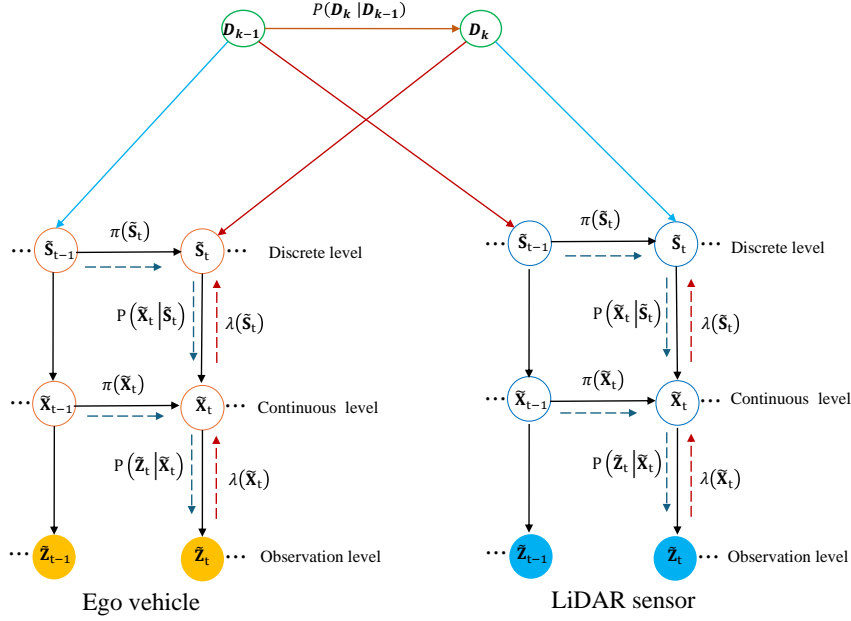 P(D_k |D_{k-1})
D_{k-1} D_k
π(S̃_t) π(S̃_t)
··· S̃_{t-1} S̃_t ··· Discrete level ··· S̃_{t-1} S̃_t ··· Discrete level
P(X̃_t|S̃_t) λ(S̃_t) P(X̃_t|S̃_t) λ(S̃_t)
π(X̃_t) π(X̃_t)
··· X̃_{t-1} X̃_t ··· Continuous level ··· X̃_{t-1} X̃_t ··· Continuous level
P(Z̃_t|X̃_t) λ(X̃_t) P(Z̃_t|X̃_t) λ(X̃_t)
··· Z̃_{t-1} Z̃_t ··· Observation level ··· Z̃_{t-1} Z̃_t ··· Observation level
Ego vehicle LiDAR sensor